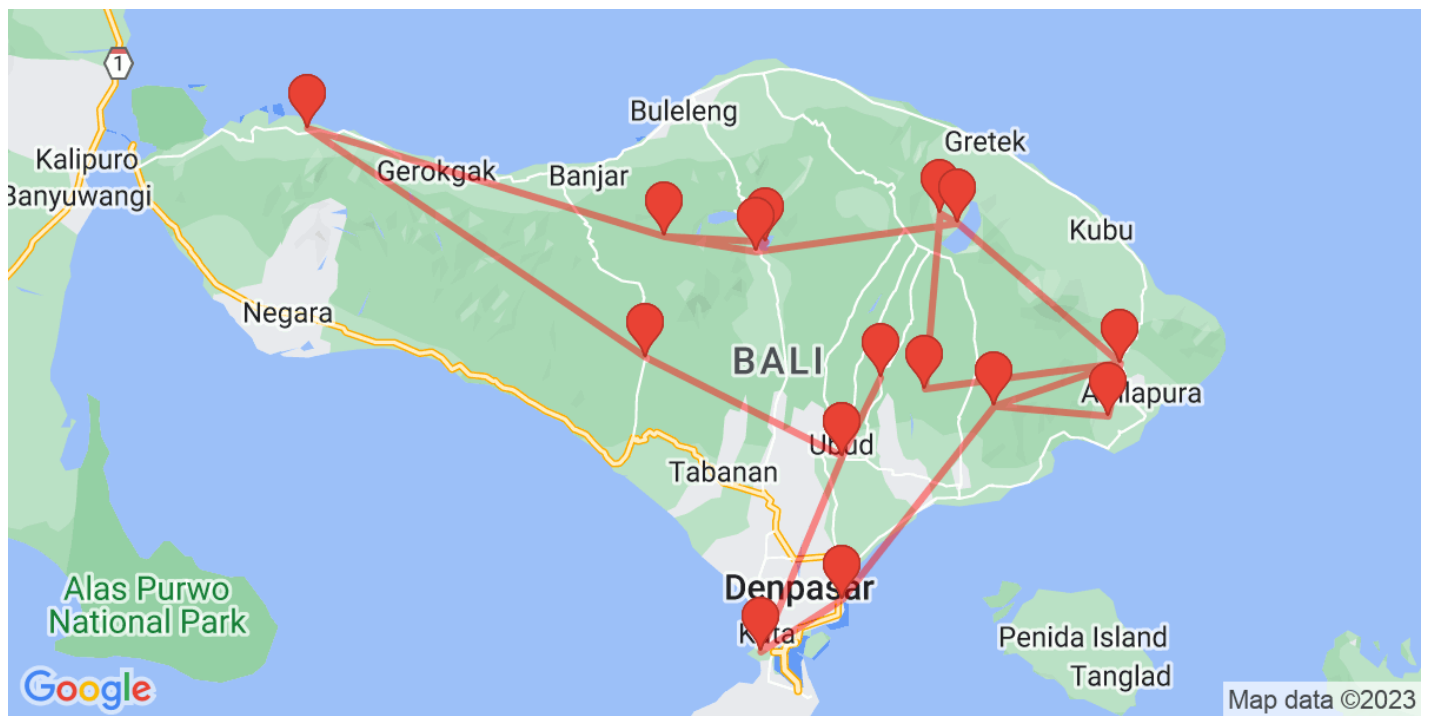 1
Buleleng
Gretek
Kalipuro
Gerokgak
Banjar
Banyuwangi
Kubu
Negara
BALI
Amlapura
Ubud
Tabanan
Denpasar
Alas Purwo
National Park
Kuta
Penida Island
Tanglad
Google
Map data ©2023